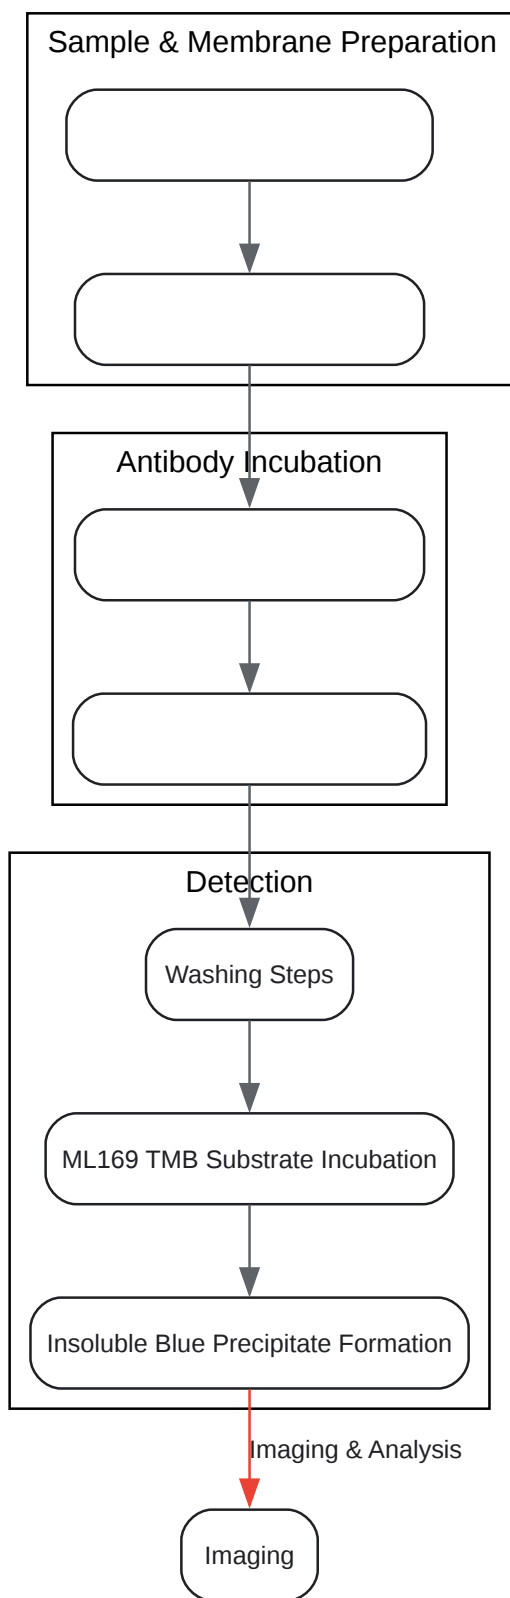 Sample & Membrane Preparation
Antibody Incubation
Detection
Washing Steps
ML169 TMB Substrate Incubation
Insoluble Blue Precipitate Formation
Imaging & Analysis
Imaging